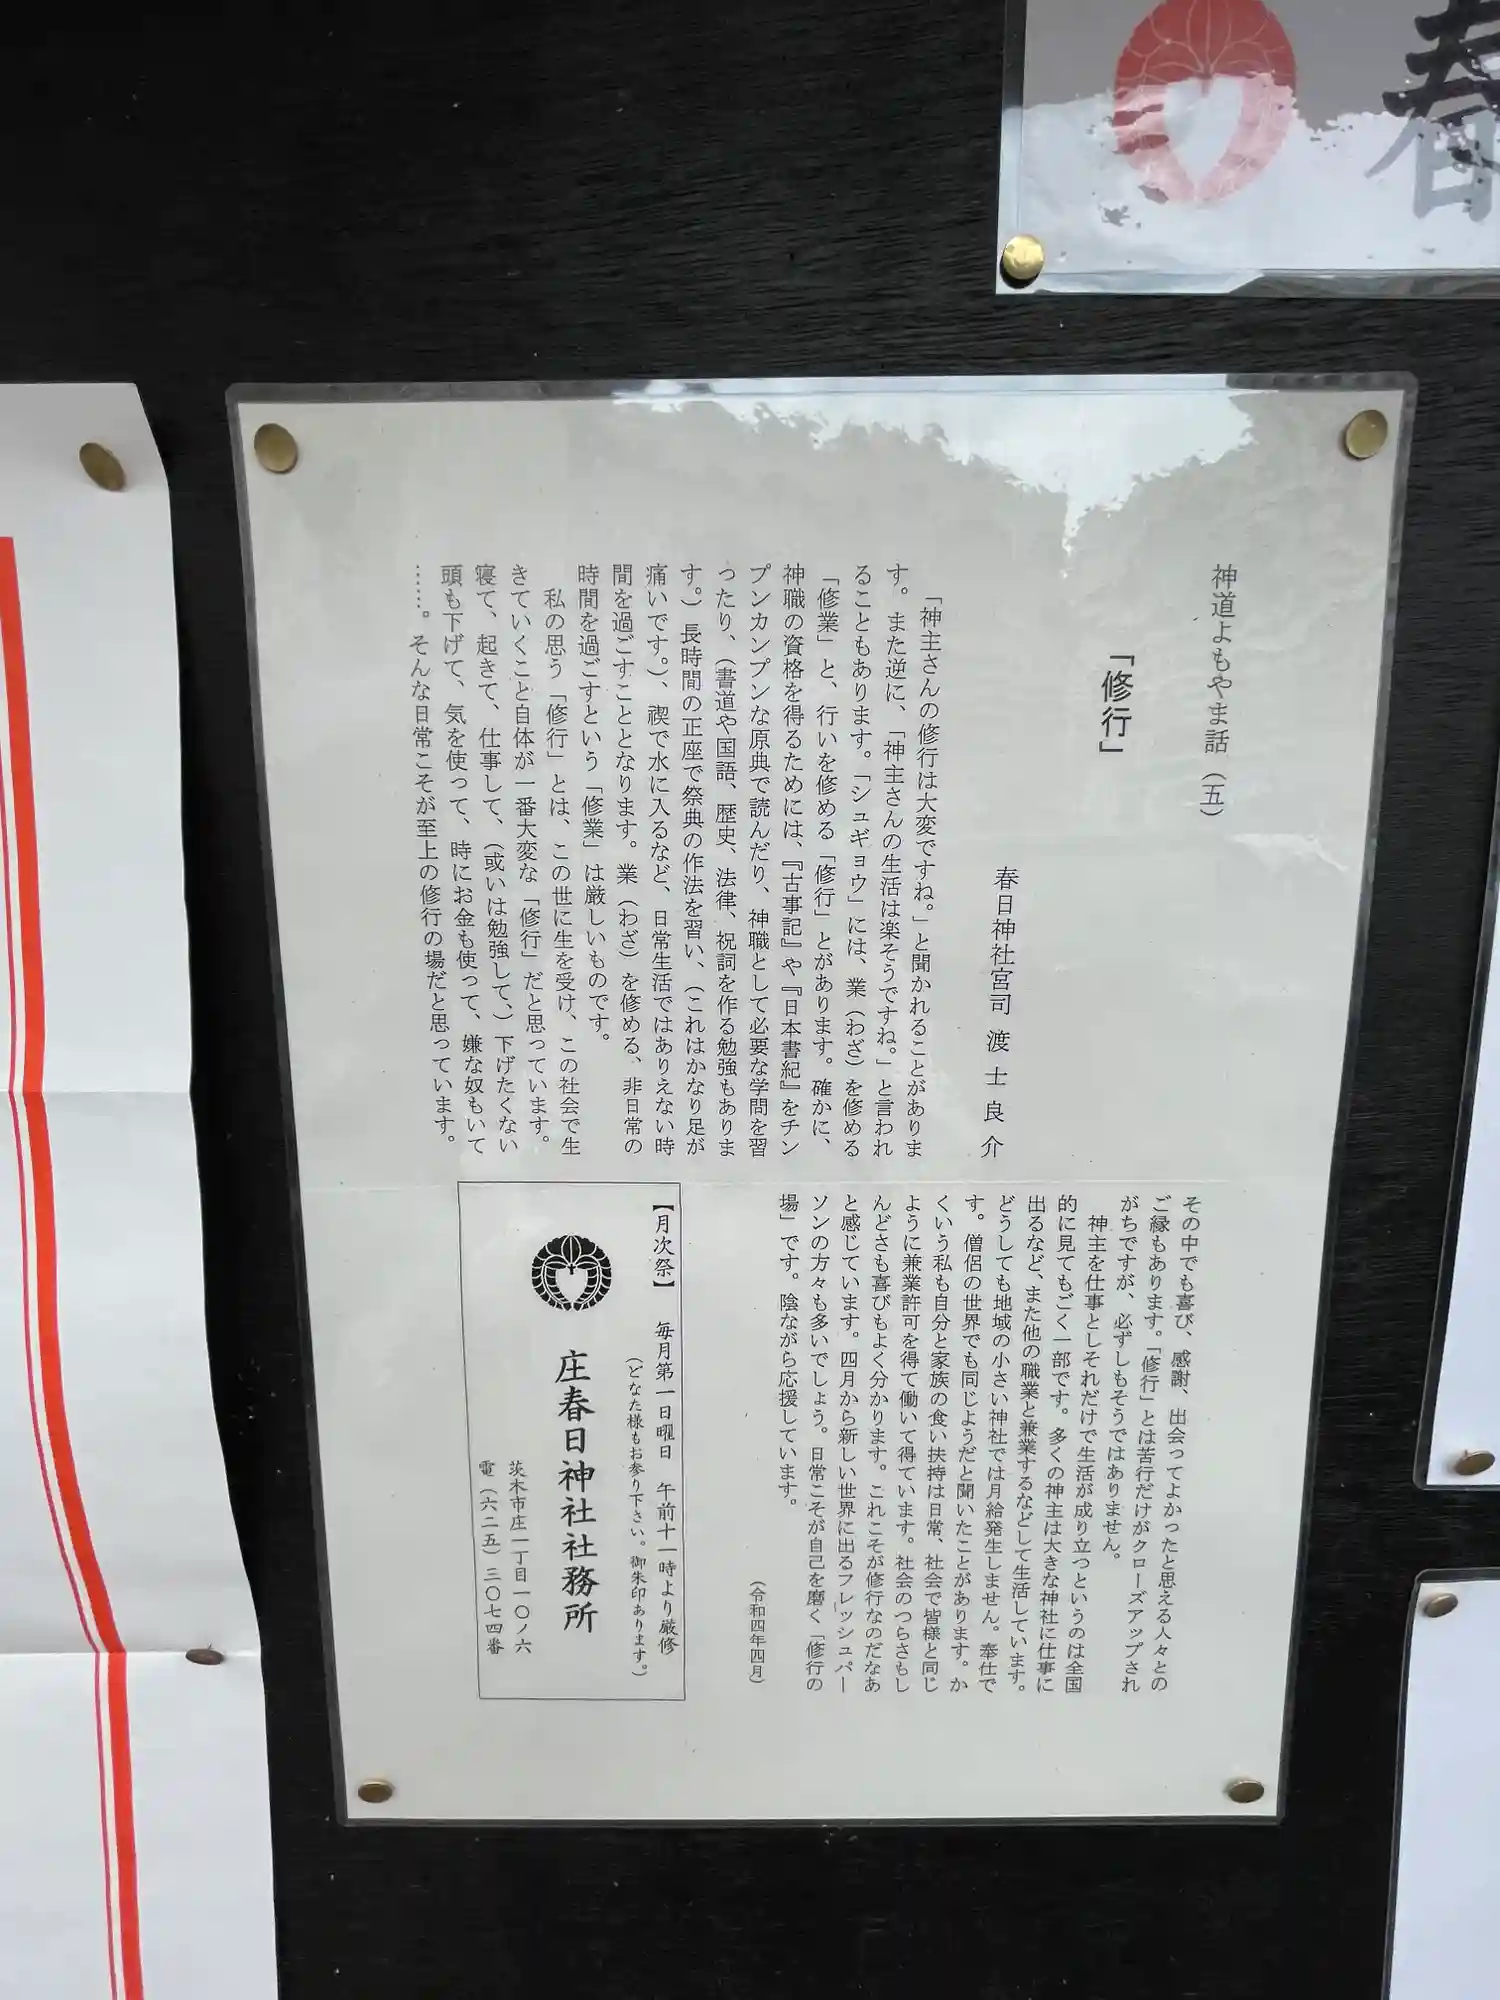 春
神道よもやま話（五）
「修行」
春日神社宮司 渡士良介
「神主さんの修行は大変ですね。」と聞かれることがありま
す。また逆に、「神主さんの生活は楽そうですね。」と言われ
ることもあります。「シュギョウ」には、業（わざ）を修める
「修業」と、行いを修める「修行」とがあります。確かに、
神職の資格を得るためには、『古事記』や『日本書紀』をチン
プンカンプンな原典で読んだり、神職として必要な学問を習
ったり、（書道や国語、歴史、法律、祝詞を作る勉強もありま
す。）長時間の正座で祭典の作法を習い、（これはかなり足が
痛いです。）、禊で水に入るなど、日常生活ではありえない時
間を過ごすこととなります。業（わざ）を修める、非日常の
時間を過ごすという「修業」は厳しいものです。
私の思う「修行」とは、この世に生を受け、この社会で生
きていくこと自体が一番大変な「修行」だと思っています。
寝て、起きて、仕事して、（或いは勉強して、）下げたくない
頭も下げて、気を使って、時にお金も使って、嫌な奴もいて
……。そんな日常こそが至上の修行の場だと思っています。
その中でも喜び、感謝、出会ってよかったと思える人々との
ご縁もあります。「修行」とは苦行だけがクローズアップされ
がちですが、必ずしもそうではありません。
神主を仕事としそれだけで生活が成り立つというのは全国
的に見てもごく一部です。多くの神主は大きな神社に仕事に
出るなど、また他の職業と兼業するなどして生活しています。
どうしても地域の小さい神社では月給発生しません。奉仕で
す。僧侶の世界でも同じようだと聞いたことがあります。か
くいう私も自分と家族の食い扶持は日常、社会で皆様と同じ
ように兼業許可を得て働いて得ています。社会のつらさもし
んどさも喜びもよく分かります。これこそが修行なのだなあ
と感じています。四月から新しい世界に出るフレッシュパー
ソンの方々も多いでしょう。日常こそが自己を磨く「修行の
場」です。陰ながら応援しています。
（令和四年四月）
【月次祭】 毎月第一日曜日 午前十一時より厳修
（どなた様もお参り下さい。御朱印あります。）
庄春日神社社務所
茨木市庄一丁目一〇ノ六
電（六二五）三〇七四番